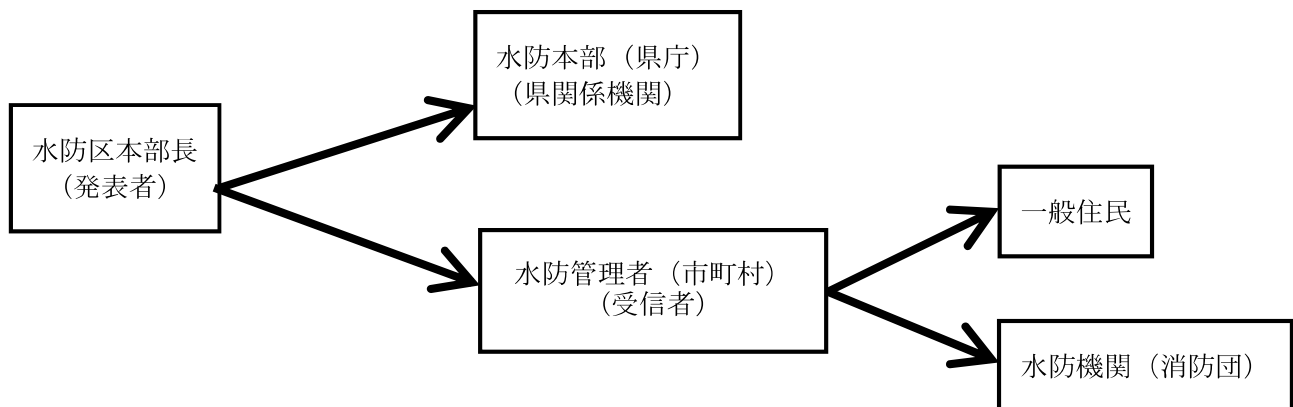 水防本部（県庁）
（県関係機関）
水防区本部長
（発表者）
一般住民
水防管理者（市町村）
（受信者）
水防機関（消防団）